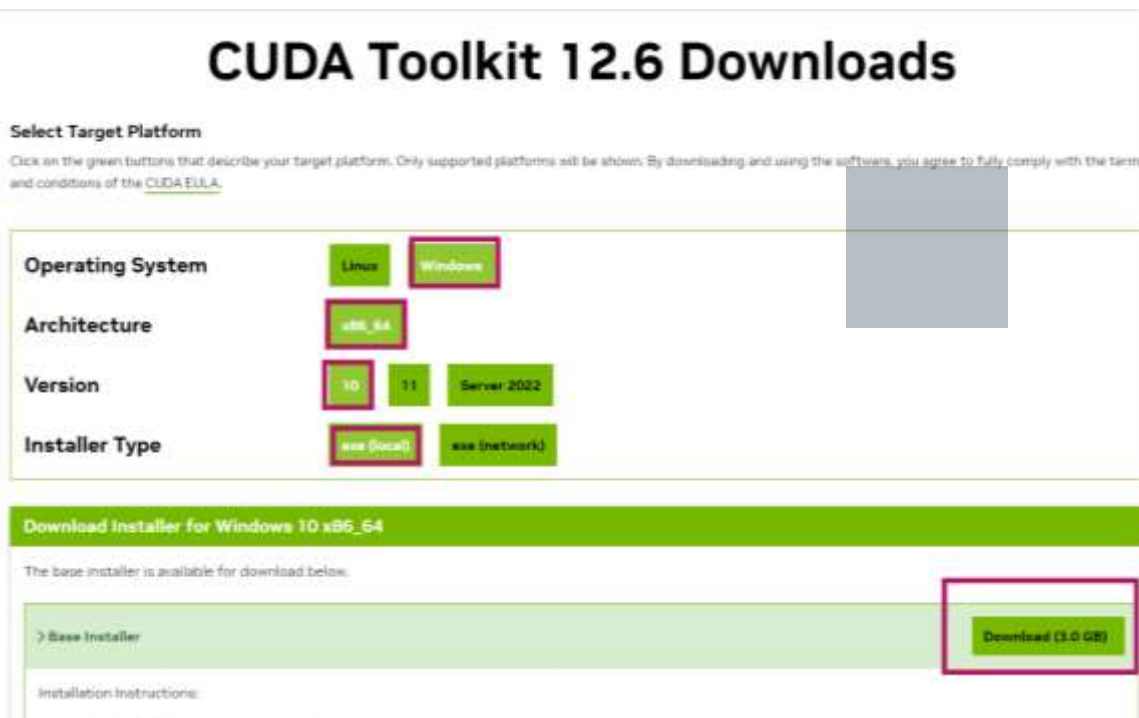 CUDA Toolkit 12.6 Downloads
Select Target Platform
Click on the green buttons that describe your target platform. Only supported platforms will be shown. By downloading and using the software, you agree to fully comply with the term
and conditions of the CUDA EULA.
Operating System Linux Windows
Architecture x86_64
Version 10 11 Server 2022
Installer Type exe (local) exe (network)
Download Installer for Windows 10 x86_64
The base installer is available for download below.
> Base Installer Download (3.0 GB)
Installation Instructions: